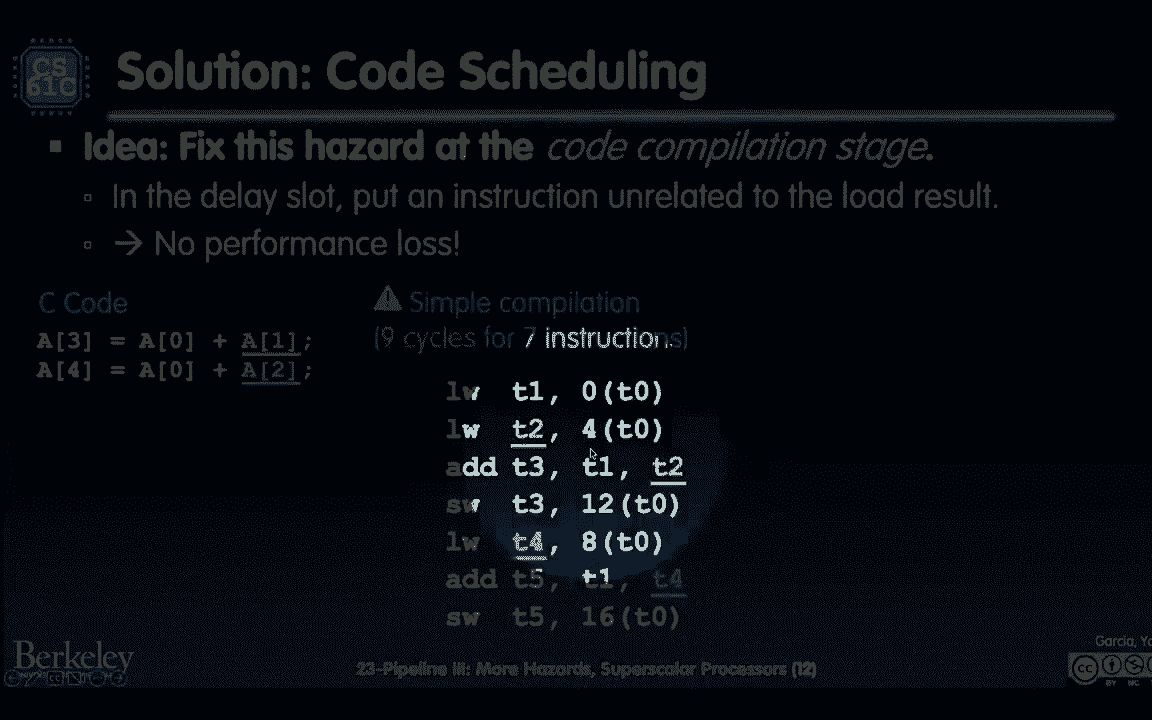 CS
61C
Solution: Code Scheduling
Idea: Fix this hazard at the code compilation stage.
In the delay slot, put an instruction unrelated to the load result.
→ No performance loss!
C Code
A[3] = A[0] + A[1];
A[4] = A[0] + A[2];
Simple compilation
(9 cycles for 7 instructions)
lw t1, 0(t0)
lw t2, 4(t0)
add t3, t1, t2
sw t3, 12(t0)
lw t4, 8(t0)
add t5, t1, t4
sw t5, 16(t0)
Berkeley
23-Pipeline III: More Hazards, Superscalar Processors (12)
Garcia, Yo
cc
BY NC